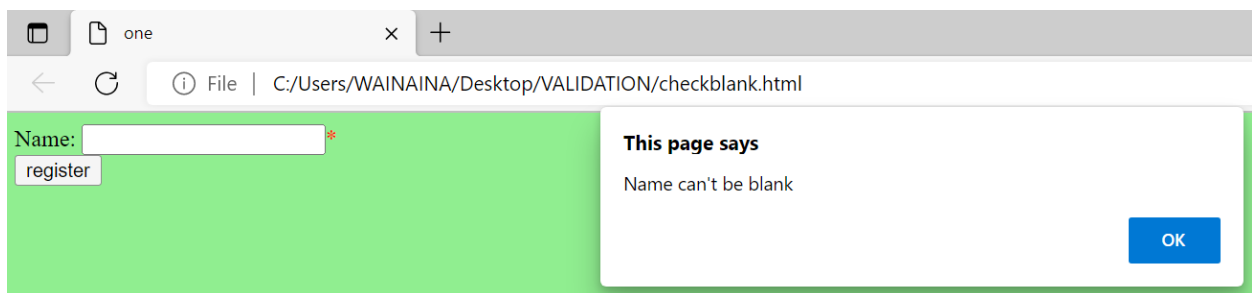 one
File | C:/Users/WAINAINA/Desktop/VALIDATION/checkblank.html
Name: *
register
This page says
Name can't be blank
OK